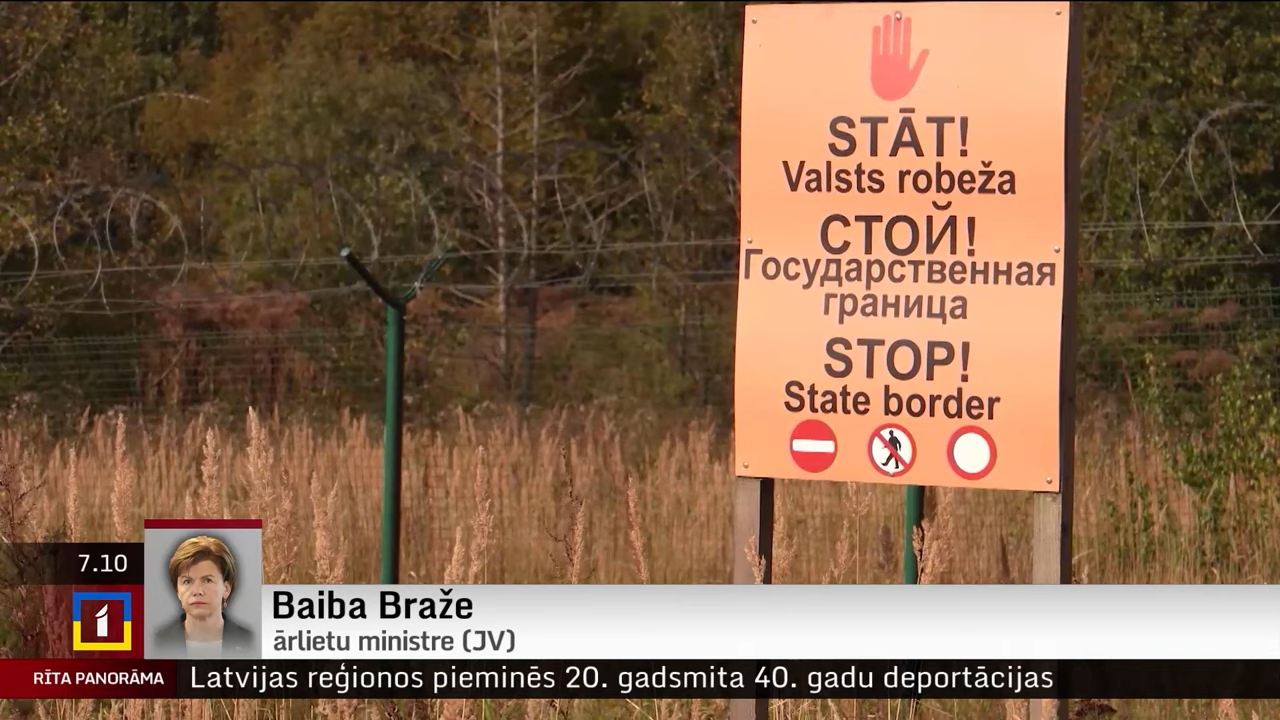 STĀT!
Valsts robeža
СТОЙ!
Государственная
граница
STOP!
State border
7.10
1
Baiba Braže
ārlietu ministre (JV)
RĪTA PANORĀMA
Latvijas reģionos pieminēs 20. gadsmita 40. gadu deportācijas